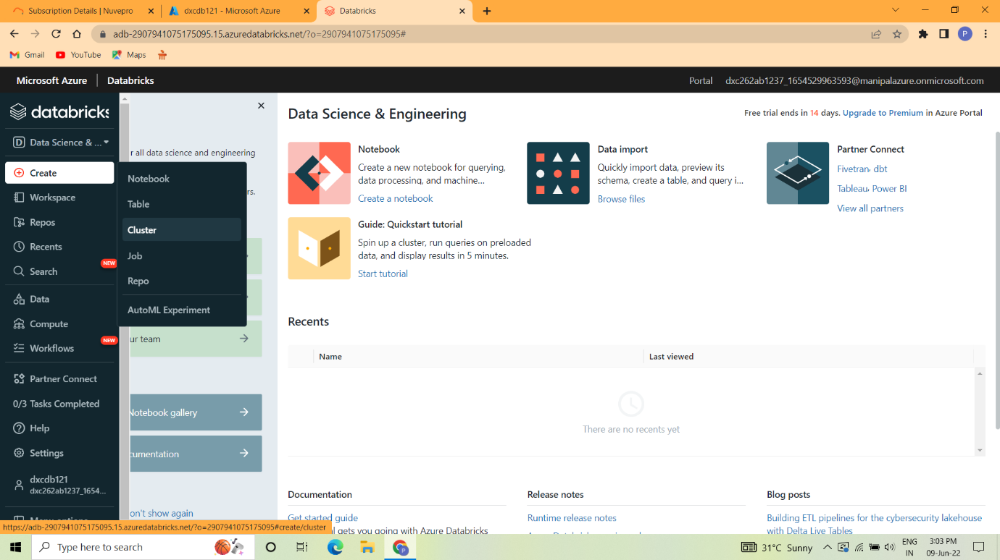 Subscription Details | Nuvepro
dxcdb121 - Microsoft Azure
Databricks
adb-2907941075175095.15.azuredatabricks.net/?o=2907941075175095#
Gmail
YouTube
Maps
P
Microsoft Azure
Databricks
Portal
dxc262ab1237_1654529963593@manipalazure.onmicrosoft.com
databricks
D
Data Science & ...
Create
Workspace
Repos
Recents
NEW
Search
Data
Compute
NEW
Workflows
Partner Connect
0/3 Tasks Completed
Help
Settings
dxcdb121
dxc262ab1237_1654...
Menu options
r all data science and engineering
rs.
Notebook
Table
Cluster
Job
Repo
AutoML Experiment
ur team
Notebook gallery
cumentation
on't show again
Data Science & Engineering
Free trial ends in 14 days. Upgrade to Premium in Azure Portal
Notebook
Create a new notebook for querying,
data processing, and machine...
Create a notebook
Data import
Quickly import data, preview its
schema, create a table, and query i...
Browse files
Partner Connect
Fivetran, dbt
Tableau, Power BI
View all partners
Guide: Quickstart tutorial
Spin up a cluster, run queries on preloaded
data, and display results in 5 minutes.
Start tutorial
Recents
Name
Last viewed
There are no recents yet
Documentation
Get started guide
l gets you going with Azure Databricks
Release notes
Runtime release notes
Blog posts
Building ETL pipelines for the cybersecurity lakehouse
with Delta Live Tables
https://adb-2907941075175095.15.azuredatabricks.net/?o=2907941075175095#create/cluster
Type here to search
P
31°C Sunny
ENG
IN
3:03 PM
09-Jun-22